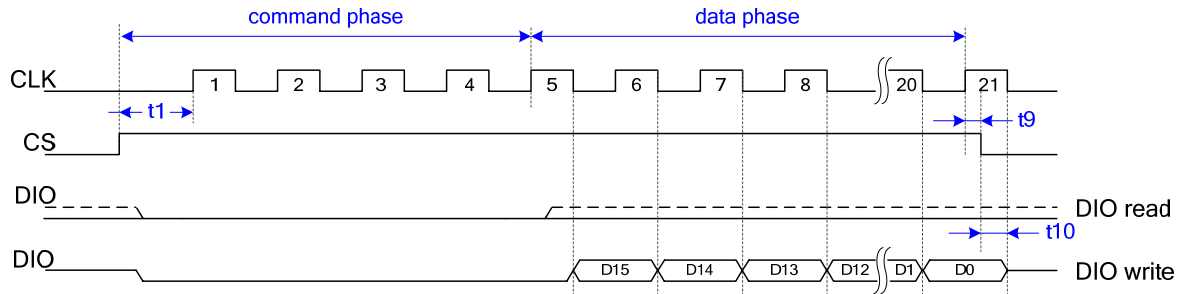 command phase data phase
CLK 1 2 3 4 5 6 7 8 20 21
t1 t9
CS
DIO DIO read
t10
DIO D15 D14 D13 D12 D1 D0 DIO write